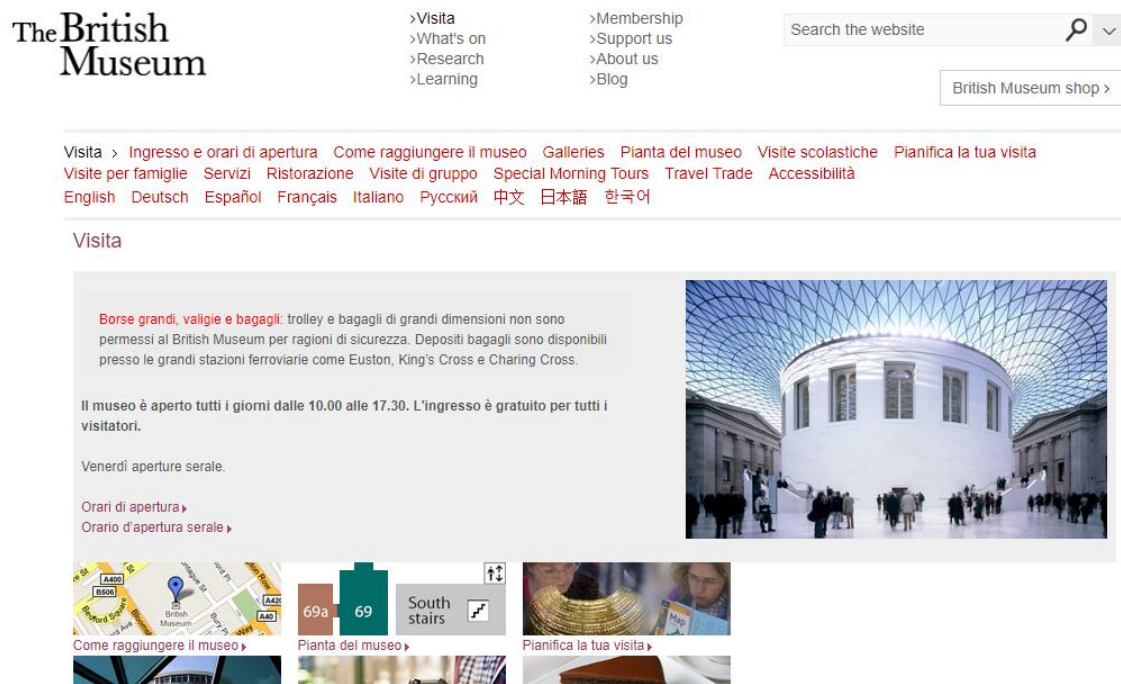 The British
Museum
>Visita
>What's on
>Research
>Learning
>Membership
>Support us
>About us
>Blog
Search the website
British Museum shop ›
Visita > Ingresso e orari di apertura Come raggiungere il museo Galleries Pianta del museo Visite scolastiche Pianifica la tua visita
Visite per famiglie Servizi Ristorazione Visite di gruppo Special Morning Tours Travel Trade Accessibilità
English Deutsch Español Français Italiano Русский 中文 日本語 한국어
Visita
Borse grandi, valigie e bagagli: trolley e bagagli di grandi dimensioni non sono
permessi al British Museum per ragioni di sicurezza. Depositi bagagli sono disponibili
presso le grandi stazioni ferroviarie come Euston, King's Cross e Charing Cross.
Il museo è aperto tutti i giorni dalle 10.00 alle 17.30. L'ingresso è gratuito per tutti i
visitatori.
Venerdì aperture serale.
Orari di apertura
Orario d'apertura serale
A400
B506
Bedford Square
British
Museum
A40
69a
69
South
stairs
Map
Come raggiungere il museo
Pianta del museo
Pianifica la tua visita